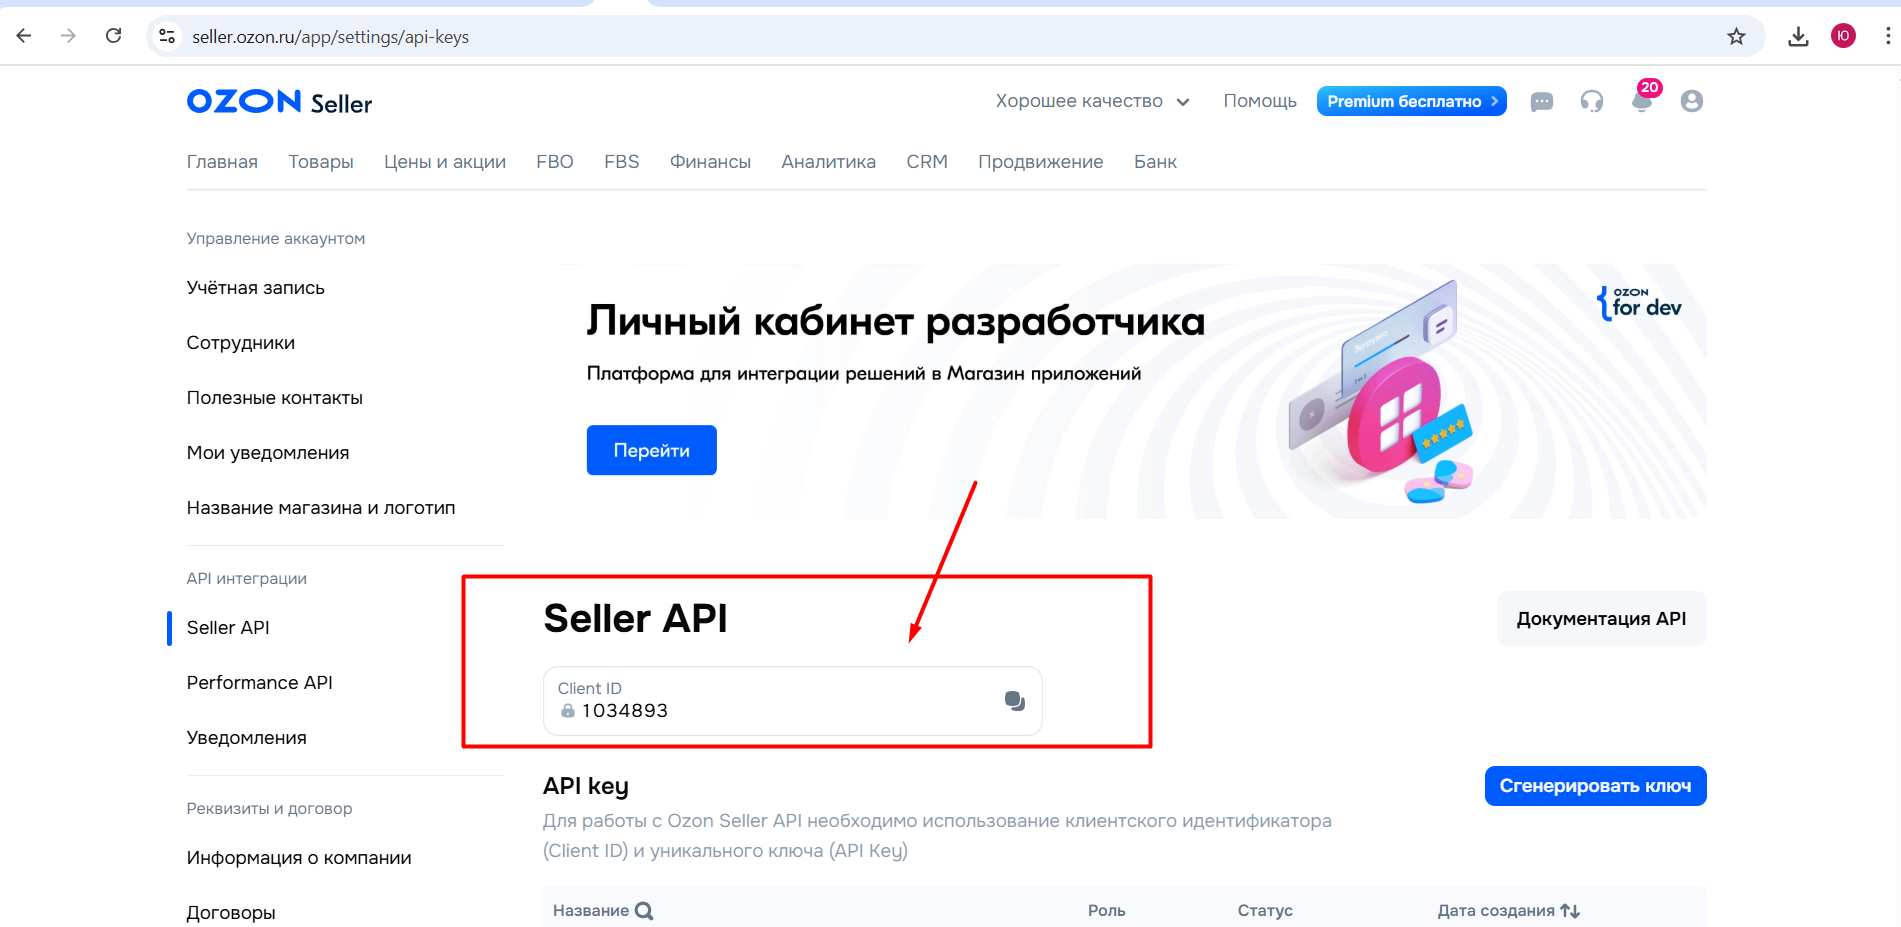 seller.ozon.ru/app/settings/api-keys
Ю
OZON Seller
Хорошее качество
Помощь
Premium бесплатно
20
Главная Товары Цены и акции FBO FBS Финансы Аналитика CRM Продвижение Банк
Управление аккаунтом
Учётная запись
Сотрудники
Полезные контакты
Мои уведомления
Название магазина и логотип
API интеграции
Seller API
Performance API
Уведомления
Реквизиты и договор
Информация о компании
Договоры
Личный кабинет разработчика
Платформа для интеграции решений в Магазин приложений
Перейти
OZON
for dev
Seller API
Документация API
Client ID
1034893
API key
Сгенерировать ключ
Для работы с Ozon Seller API необходимо использование клиентского идентификатора
(Client ID) и уникального ключа (API Key)
Название Роль Статус Дата создания